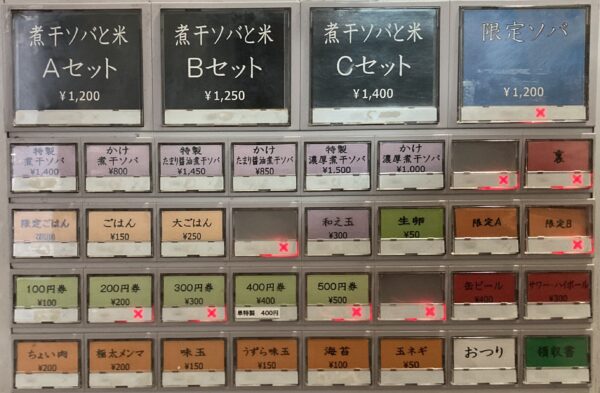 煮干ソバと米
Aセット
¥1,200
煮干ソバと米
Bセット
¥1,250
煮干ソバと米
Cセット
¥1,400
限定ソバ
¥1,200
特製
煮干ソバ
¥1,400
かけ
煮干ソバ
¥800
特製
たまり醤油煮干ソバ
¥1,450
かけ
たまり醤油煮干ソバ
¥850
特製
濃厚煮干ソバ
¥1,500
かけ
濃厚煮干ソバ
¥1,000
裏
限定ごはん
ごはん
¥150
大ごはん
¥250
和え玉
¥300
生卵
¥50
限定A
限定B
100円券
¥100
200円券
¥200
300円券
¥300
400円券
¥400
単特製 400円
500円券
¥500
缶ビール
¥400
サワー・ハイボール
¥300
ちょい肉
¥200
極太メンマ
¥200
味玉
¥150
うずら味玉
¥150
海苔
¥100
玉ネギ
¥50
おつり
領収書